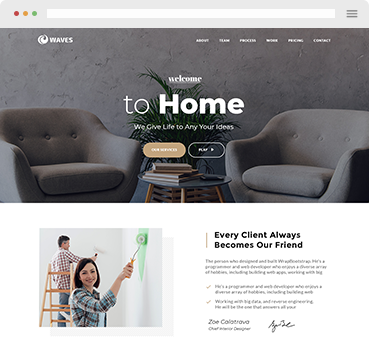 WAVES
ABOUT TEAM PROCESS WORK PRICING CONTACT
welcome
to Home
We Give Life to Any Your Ideas
OUR SERVICES PLAY
Every Client Always
Becomes Our Friend
The person who designed and built WrapBootstrap. He's a
programmer and web developer who enjoys a diverse array
of hobbies, including building web apps, working with big
He's a programmer and web developer who enjoys a
diverse array of hobbies, including building web
Working with big data, and reverse engineering.
He will be the one that answers all your
Zoe Calatrava
Chief Interior Designer